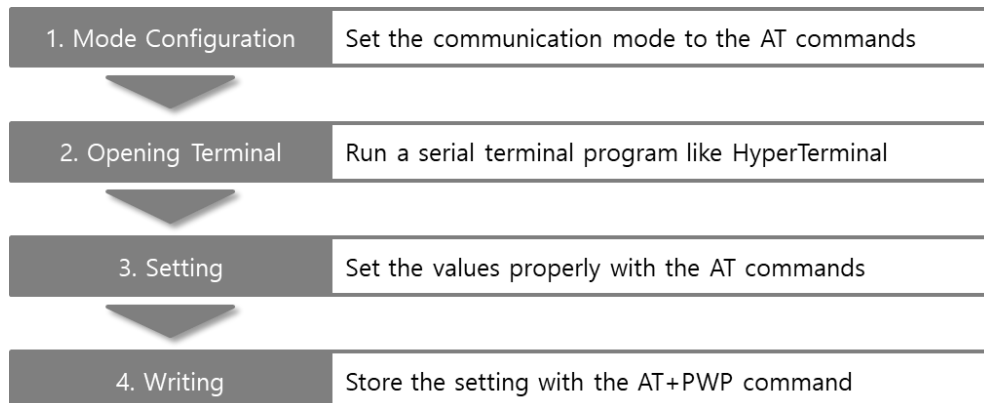 1. Mode Configuration Set the communication mode to the AT commands
2. Opening Terminal Run a serial terminal program like HyperTerminal
3. Setting Set the values properly with the AT commands
4. Writing Store the setting with the AT+PWP command